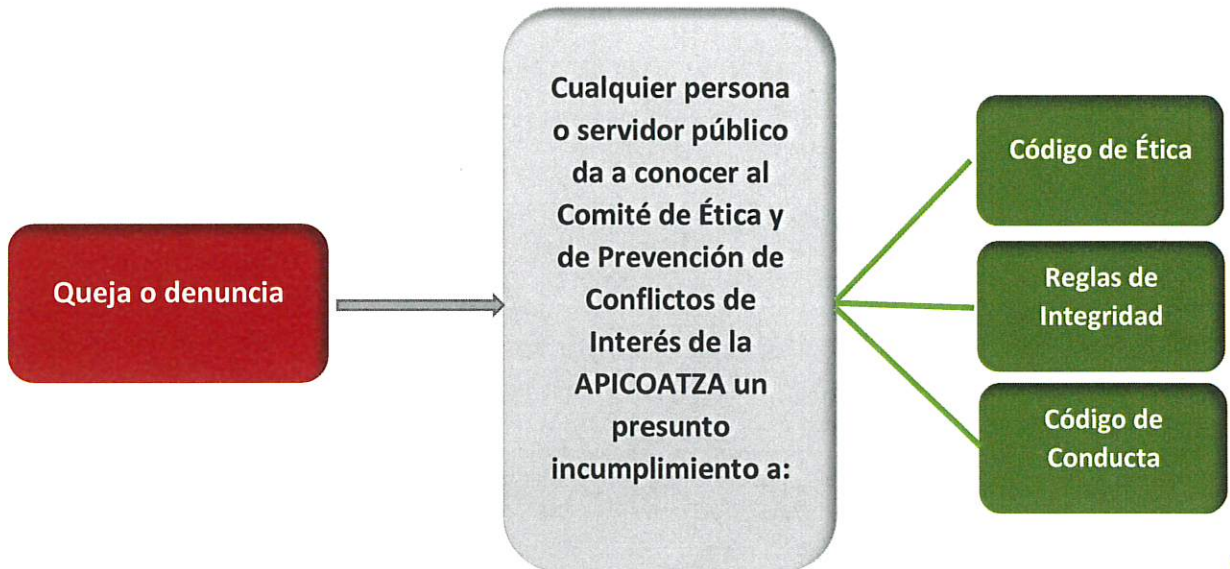 Queja o denuncia
Cualquier persona
o servidor público
da a conocer al
Comité de Ética y
de Prevención de
Conflictos de
Interés de la
APICOATZA un
presunto
incumplimiento a:
Código de Ética
Reglas de
Integridad
Código de
Conducta